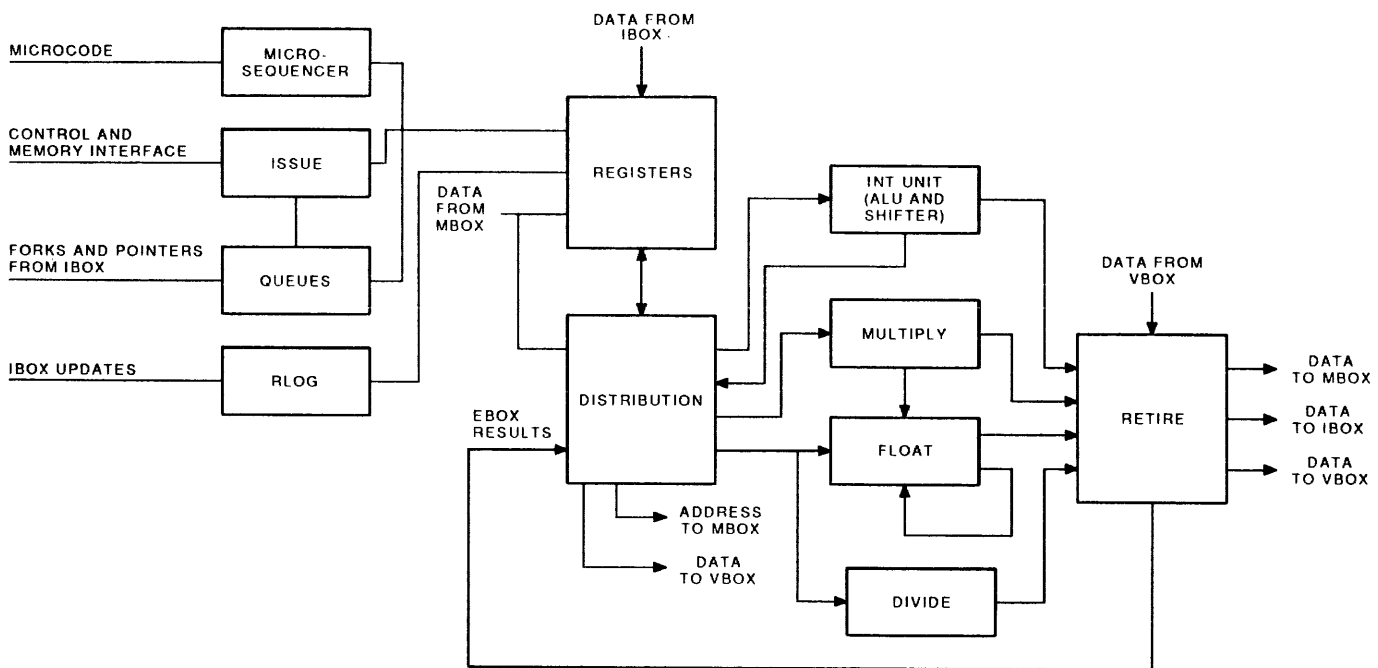 MICROCODE
MICRO-
SEQUENCER
CONTROL AND
MEMORY INTERFACE
ISSUE
FORKS AND POINTERS
FROM IBOX
QUEUES
IBOX UPDATES
RLOG
DATA FROM
IBOX
REGISTERS
DATA
FROM
MBOX
DISTRIBUTION
EBOX
RESULTS
ADDRESS
TO MBOX
DATA
TO VBOX
INT UNIT
(ALU AND
SHIFTER)
MULTIPLY
FLOAT
DIVIDE
DATA FROM
VBOX
RETIRE
DATA
TO MBOX
DATA
TO IBOX
DATA
TO VBOX